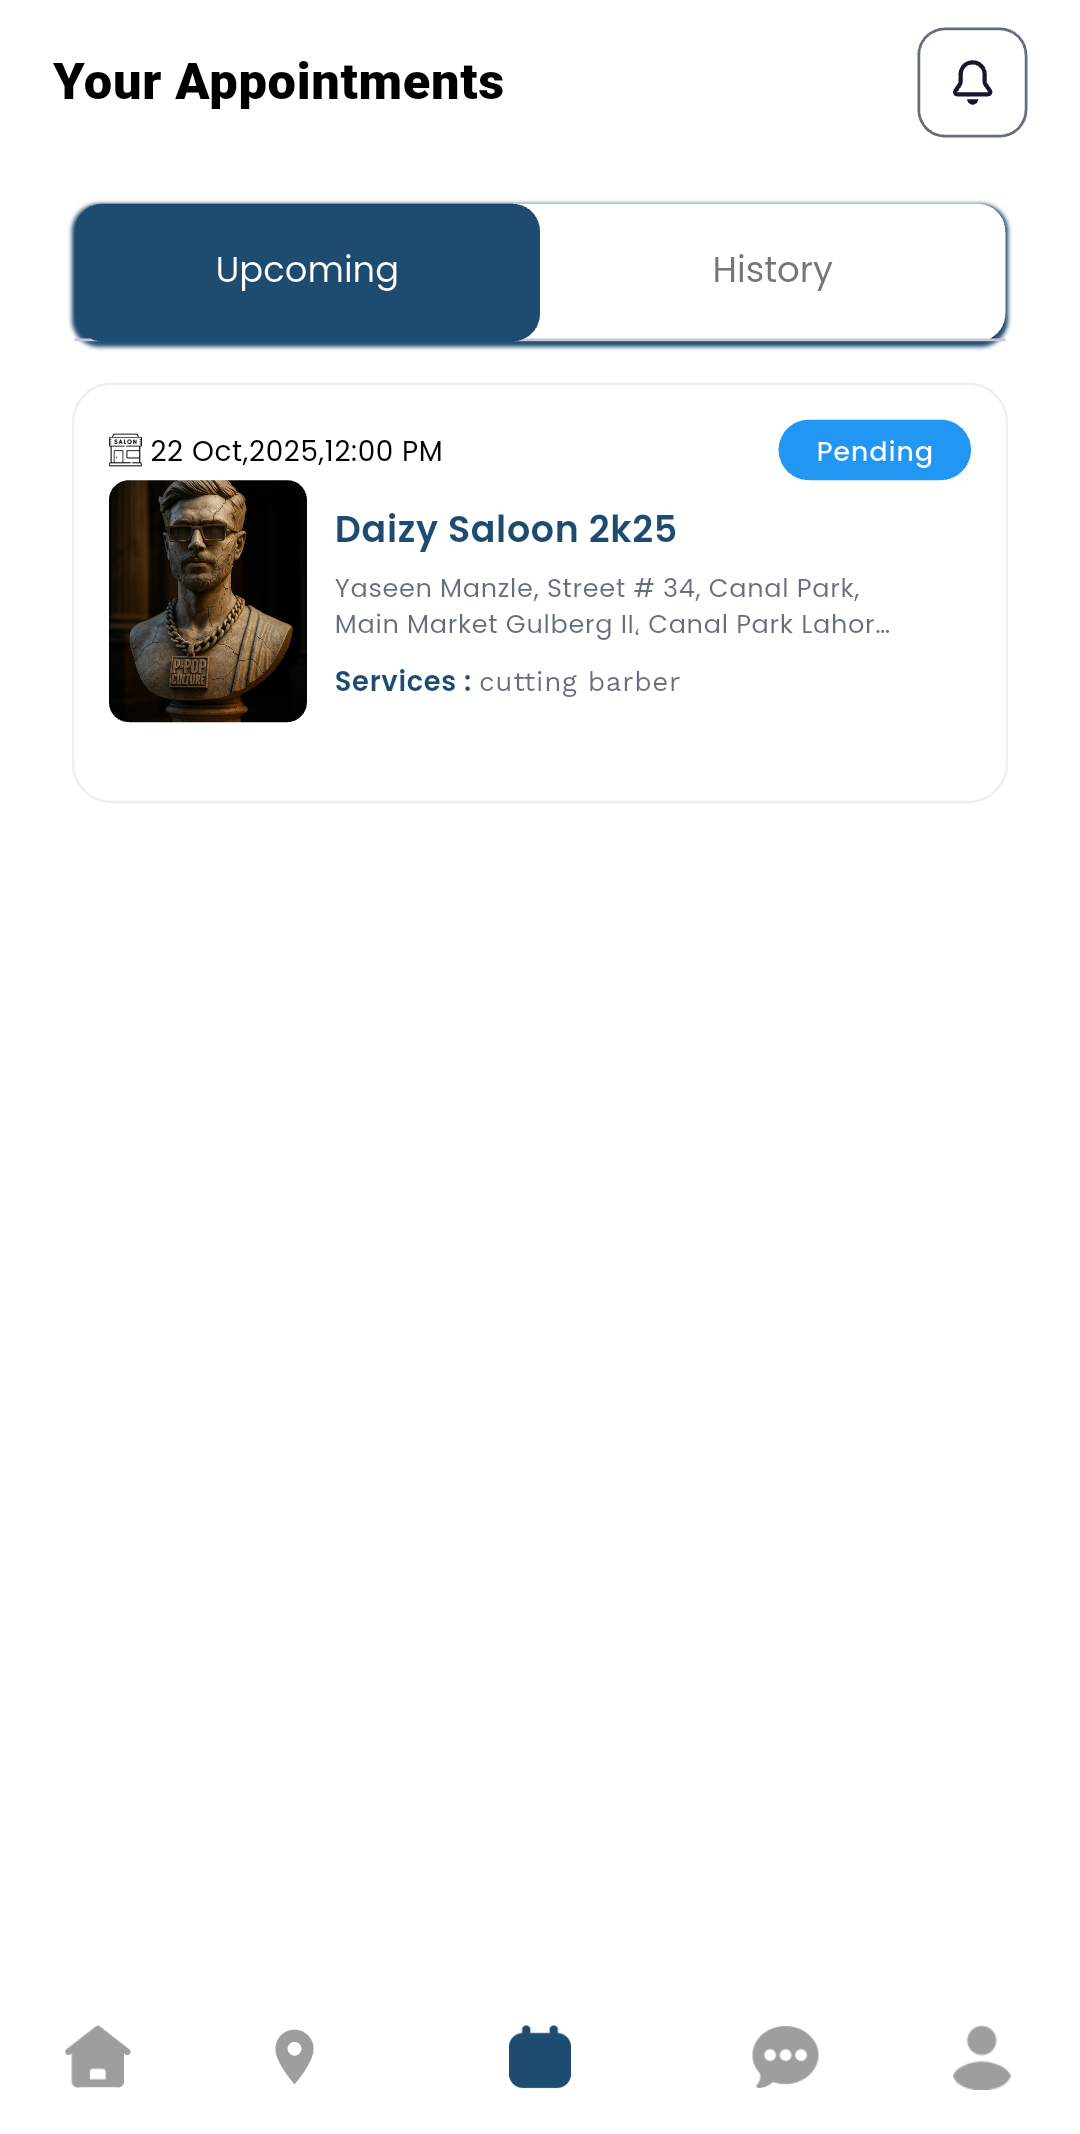 Your Appointments
Upcoming
History
SALON
22 Oct,2025,12:00 PM
Pending
P-POP
CULTURE
Daizy Saloon 2k25
Yaseen Manzle, Street # 34, Canal Park,
Main Market Gulberg II، Canal Park Lahor...
Services : cutting barber